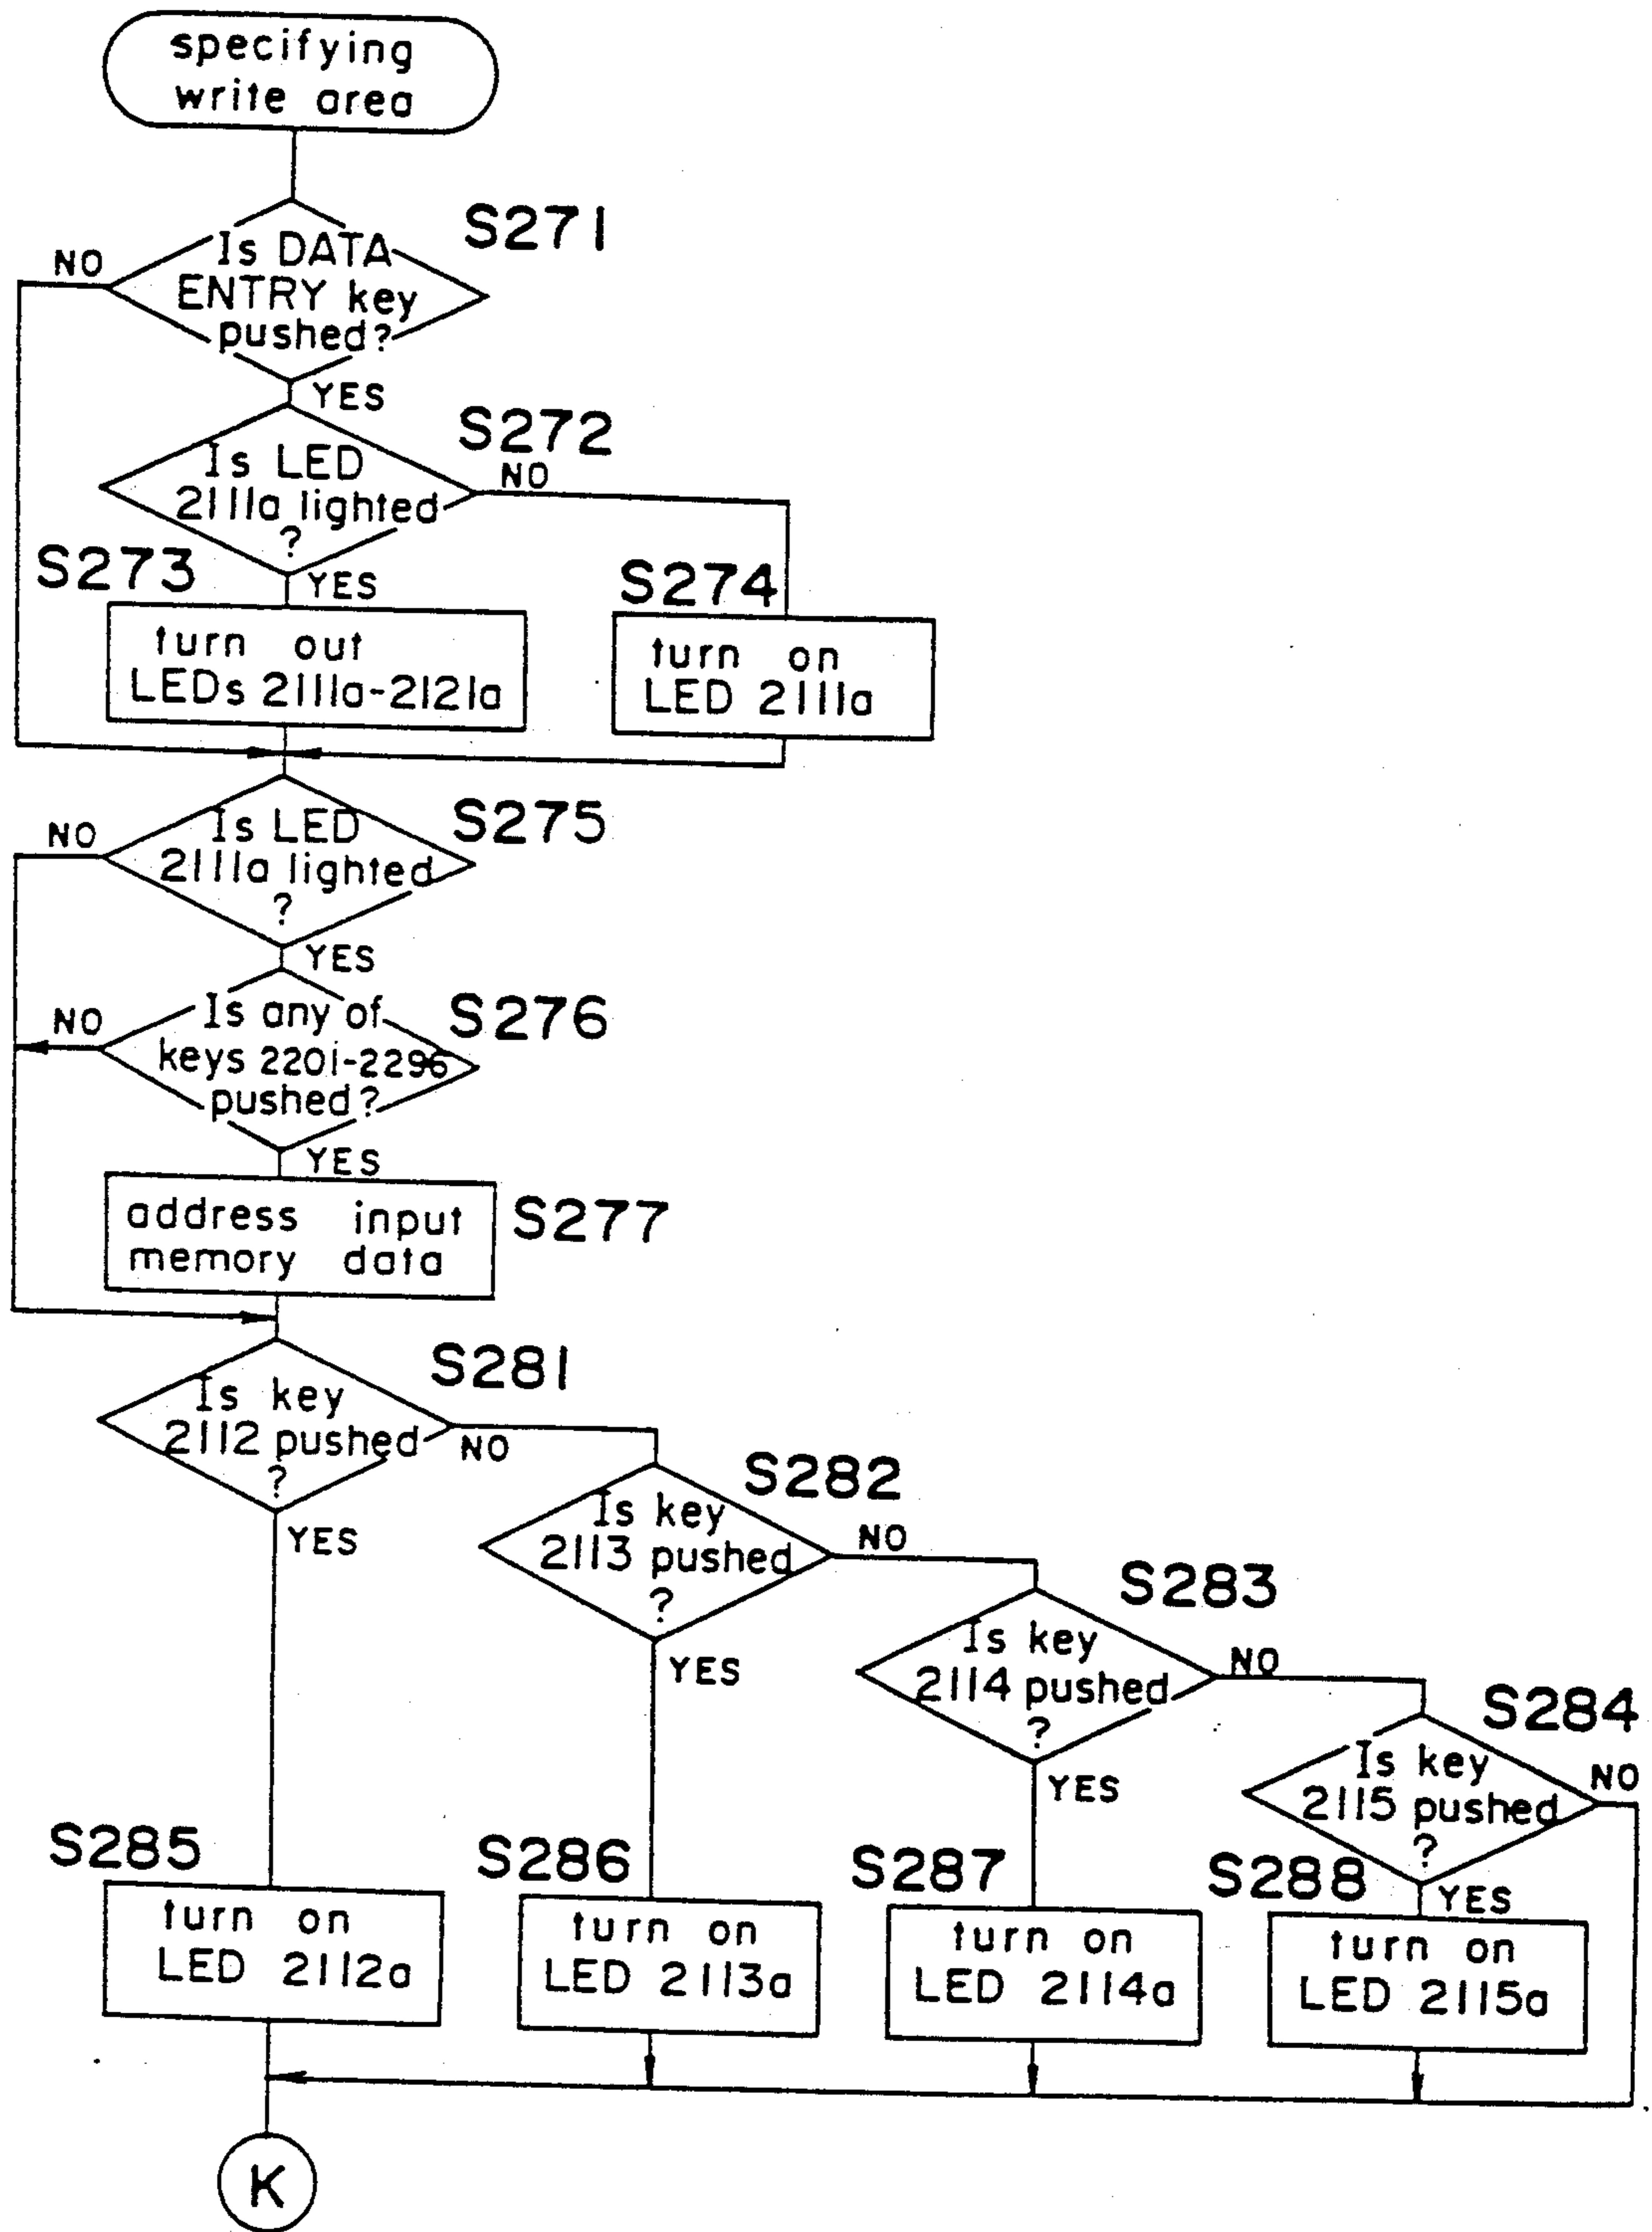 specifying
write area
S271
Is DATA
ENTRY key
pushed?
NO
YES
S272
Is LED
2111a lighted
?
NO
YES
S273
turn out
LEDs 2111a-2121a
S274
turn on
LED 2111a
S275
Is LED
2111a lighted
?
NO
YES
S276
Is any of
keys 2201-2296
pushed?
NO
YES
S277
address input
memory data
S281
Is key
2112 pushed
?
NO
YES
S282
Is key
2113 pushed
?
NO
YES
S283
Is key
2114 pushed
?
NO
YES
S284
Is key
2115 pushed
?
NO
YES
S285
turn on
LED 2112a
S286
turn on
LED 2113a
S287
turn on
LED 2114a
S288
turn on
LED 2115a
K